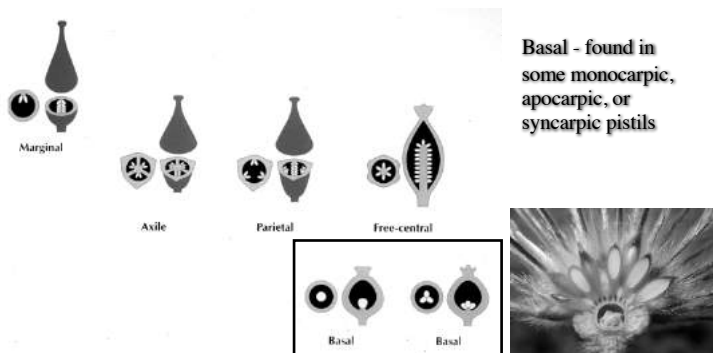 Basal - found in
some monocarpic,
apocarpic, or
syncarpic pistils
Marginal
Axile
Parietal
Free-central
Basal
Basal